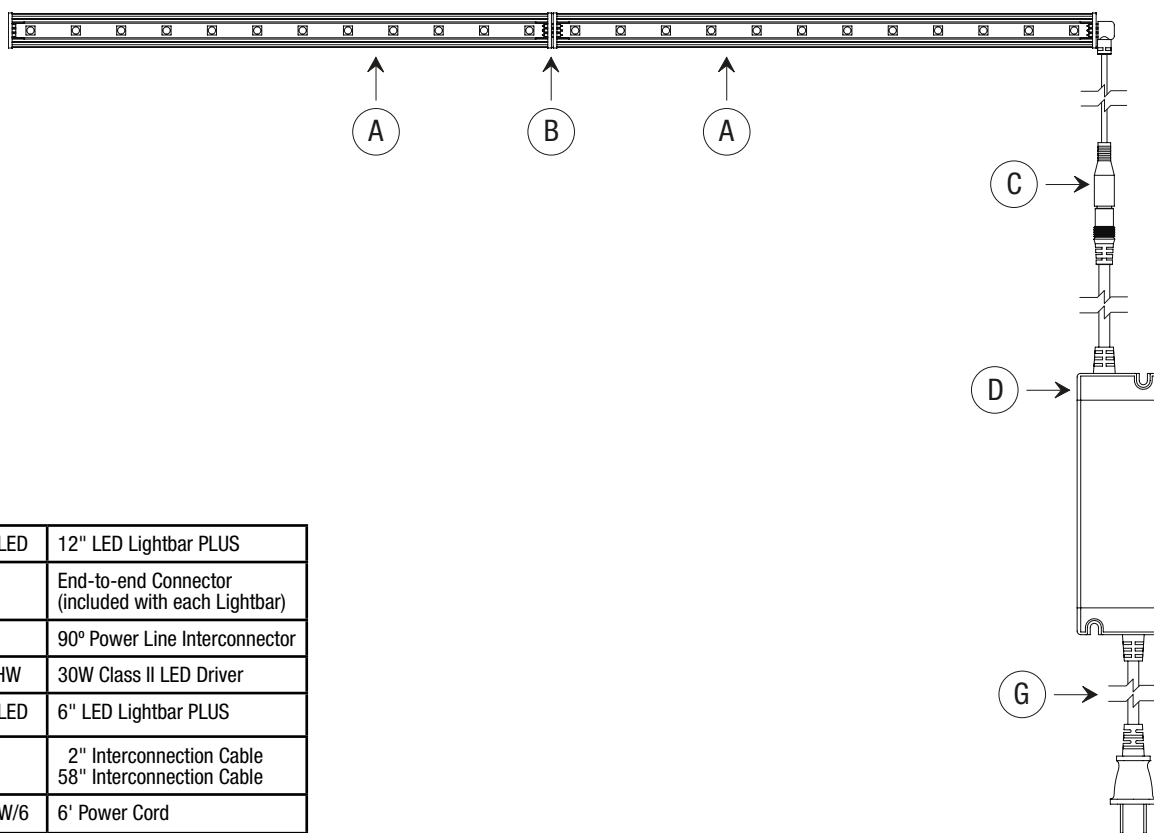 A
B
A
C
D
G
LED 12" LED Lightbar PLUS
End-to-end Connector
(included with each Lightbar)
90º Power Line Interconnector
HW 30W Class II LED Driver
LED 6" LED Lightbar PLUS
2" Interconnection Cable
58" Interconnection Cable
W/6 6' Power Cord